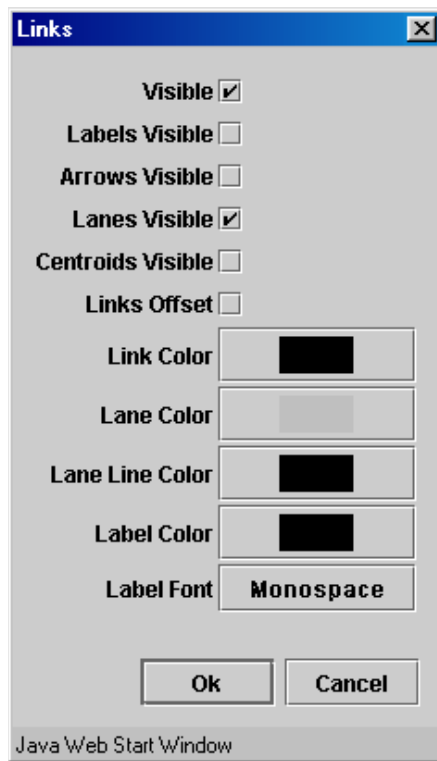 Links
Visible
Labels Visible
Arrows Visible
Lanes Visible
Centroids Visible
Links Offset
Link Color
Lane Color
Lane Line Color
Label Color
Label Font Monospace
Ok Cancel
Java Web Start Window